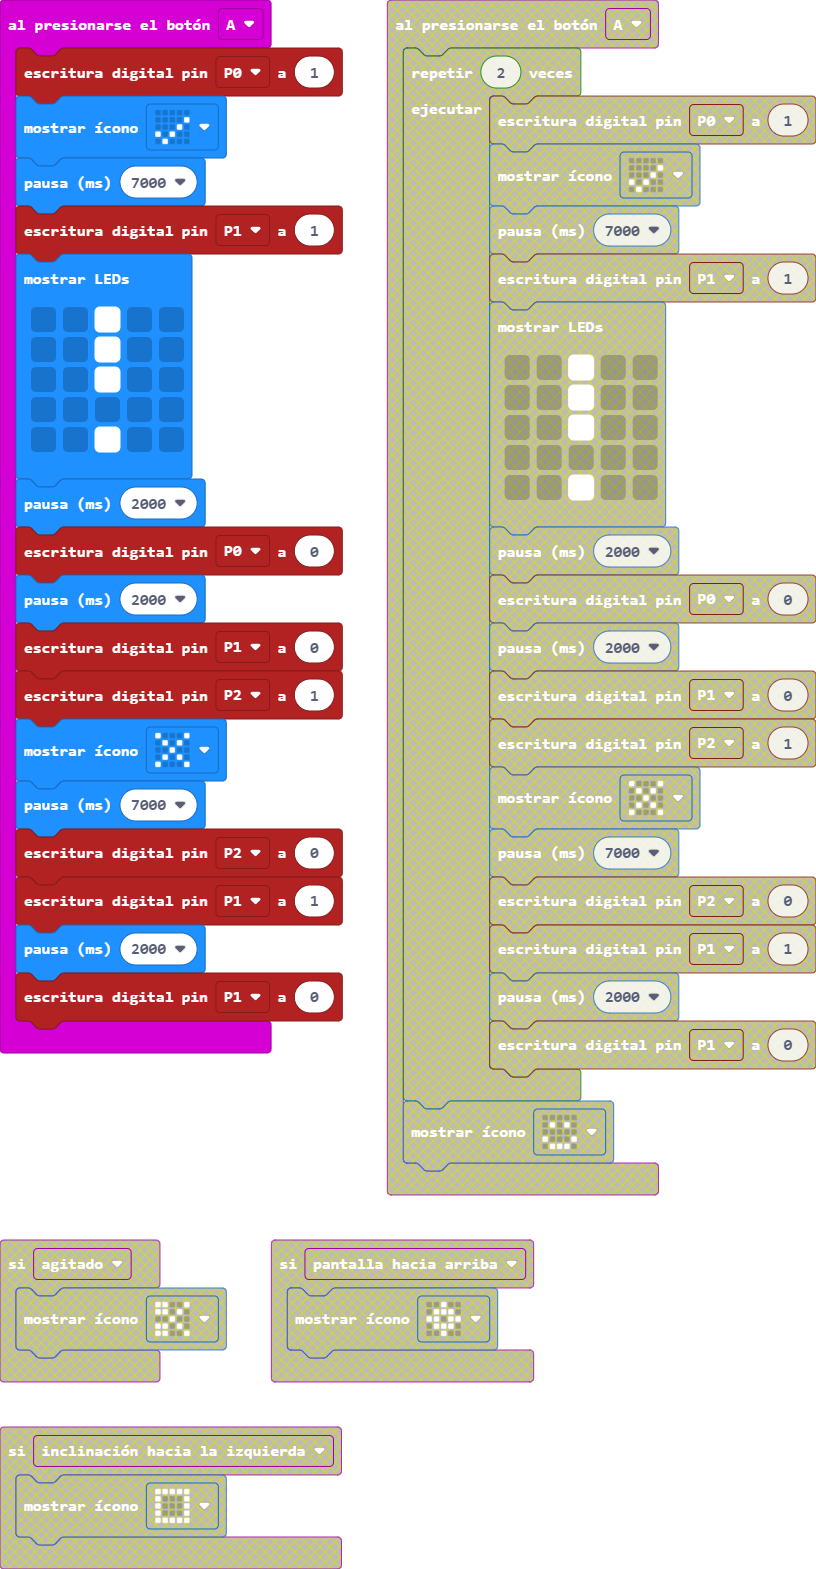 al presionarse el botón A
escritura digital pin P0 a 1
mostrar ícono
pausa (ms) 7000
escritura digital pin P1 a 1
mostrar LEDs
pausa (ms) 2000
escritura digital pin P0 a 0
pausa (ms) 2000
escritura digital pin P1 a 0
escritura digital pin P2 a 1
mostrar ícono
pausa (ms) 7000
escritura digital pin P2 a 0
escritura digital pin P1 a 1
pausa (ms) 2000
escritura digital pin P1 a 0
al presionarse el botón A
repetir 2 veces
ejecutar
escritura digital pin P0 a 1
mostrar ícono
pausa (ms) 7000
escritura digital pin P1 a 1
mostrar LEDs
pausa (ms) 2000
escritura digital pin P0 a 0
pausa (ms) 2000
escritura digital pin P1 a 0
escritura digital pin P2 a 1
mostrar ícono
pausa (ms) 7000
escritura digital pin P2 a 0
escritura digital pin P1 a 1
pausa (ms) 2000
escritura digital pin P1 a 0
mostrar ícono
si agitado
mostrar ícono
si pantalla hacia arriba
mostrar ícono
si inclinación hacia la izquierda
mostrar ícono